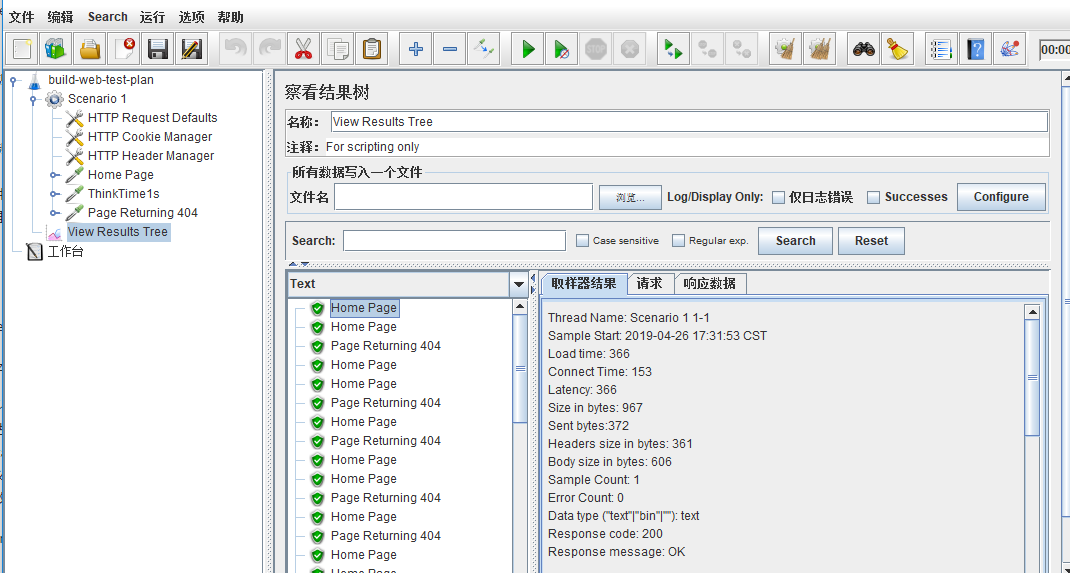 文件 编辑 Search 运行 选项 帮助
00:00
build-web-test-plan
Scenario 1
HTTP Request Defaults
HTTP Cookie Manager
HTTP Header Manager
Home Page
ThinkTime1s
Page Returning 404
View Results Tree
工作台
察看结果树
名称： View Results Tree
注释： For scripting only
所有数据写入一个文件
文件名 浏览... Log/Display Only: 仅日志错误 Successes Configure
Search: Case sensitive Regular exp. Search Reset
Text
Home Page
Home Page
Page Returning 404
Home Page
Home Page
Page Returning 404
Home Page
Page Returning 404
Home Page
Home Page
Page Returning 404
Home Page
Page Returning 404
Home Page
Home Page
取样器结果 请求 响应数据
Thread Name: Scenario 1 1-1
Sample Start: 2019-04-26 17:31:53 CST
Load time: 366
Connect Time: 153
Latency: 366
Size in bytes: 967
Sent bytes:372
Headers size in bytes: 361
Body size in bytes: 606
Sample Count: 1
Error Count: 0
Data type ("text"|"bin"|""): text
Response code: 200
Response message: OK